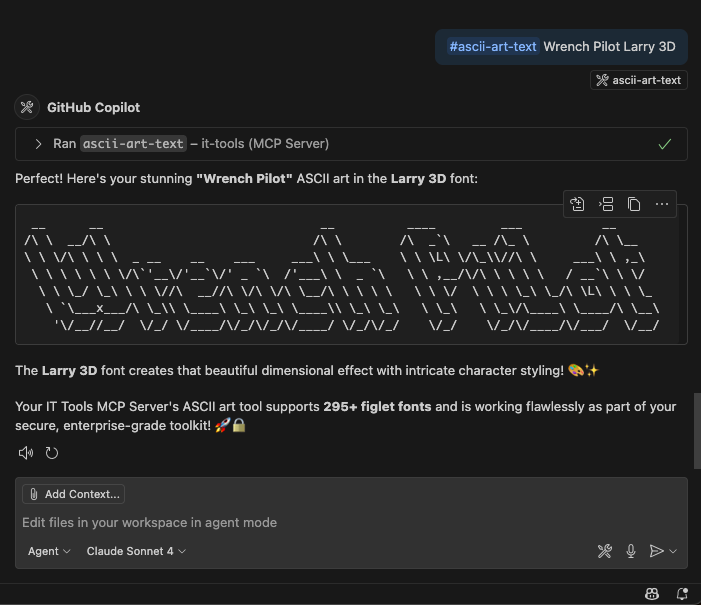 #ascii-art-text Wrench Pilot Larry 3D
ascii-art-text
GitHub Copilot
Ran ascii-art-text – it-tools (MCP Server)
Perfect! Here's your stunning "Wrench Pilot" ASCII art in the Larry 3D font:
The Larry 3D font creates that beautiful dimensional effect with intricate character styling! 🎨✨
Your IT Tools MCP Server's ASCII art tool supports 295+ figlet fonts and is working flawlessly as part of your
secure, enterprise-grade toolkit! 🚀🔒
Add Context...
Edit files in your workspace in agent mode
Agent
Claude Sonnet 4